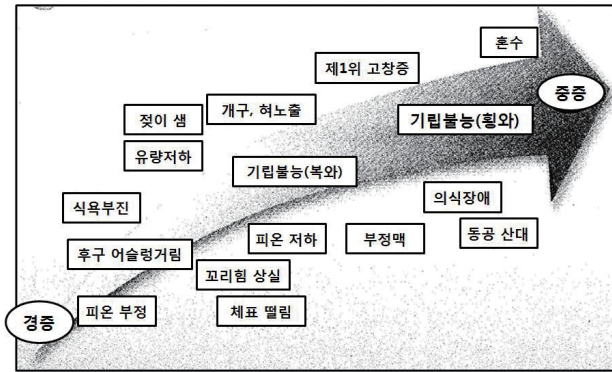 혼수
제1위 고창증
중증
개구, 혀노출
젖이 샘
기립불능(횡와)
유량저하
기립불능(복와)
의식장애
식욕부진
동공 산대
피온 저하
부정맥
후구 어슬렁거림
꼬리힘 상실
경증
피온 부정
체표 떨림